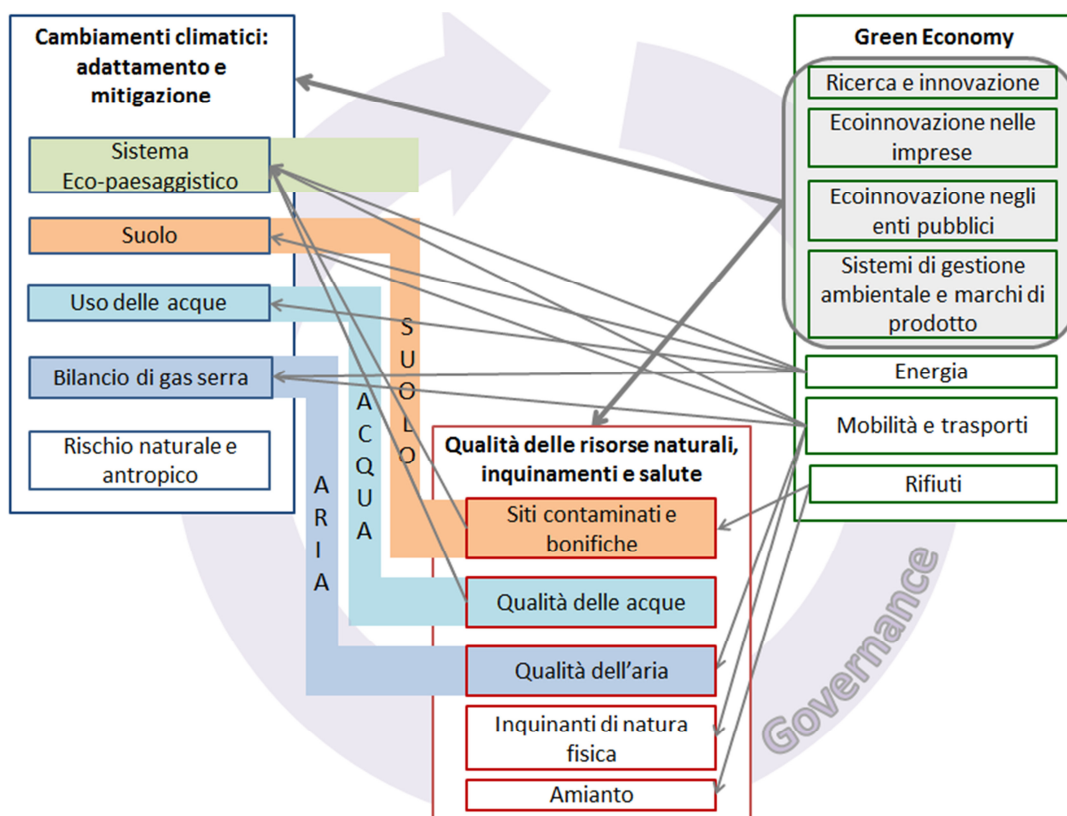 Cambiamenti climatici:
adattamento e
mitigazione
Sistema
Eco-paesaggistico
Suolo
Uso delle acque
Bilancio di gas serra
Rischio naturale e
antropico
SUOLO
ACQUA
ARIA
Qualità delle risorse naturali,
inquinamenti e salute
Siti contaminati e
bonifiche
Qualità delle acque
Qualità dell’aria
Inquinanti di natura
fisica
Amianto
Green Economy
Ricerca e innovazione
Ecoinnovazione nelle
imprese
Ecoinnovazione negli
enti pubblici
Sistemi di gestione
ambientale e marchi di
prodotto
Energia
Mobilità e trasporti
Rifiuti
Governance